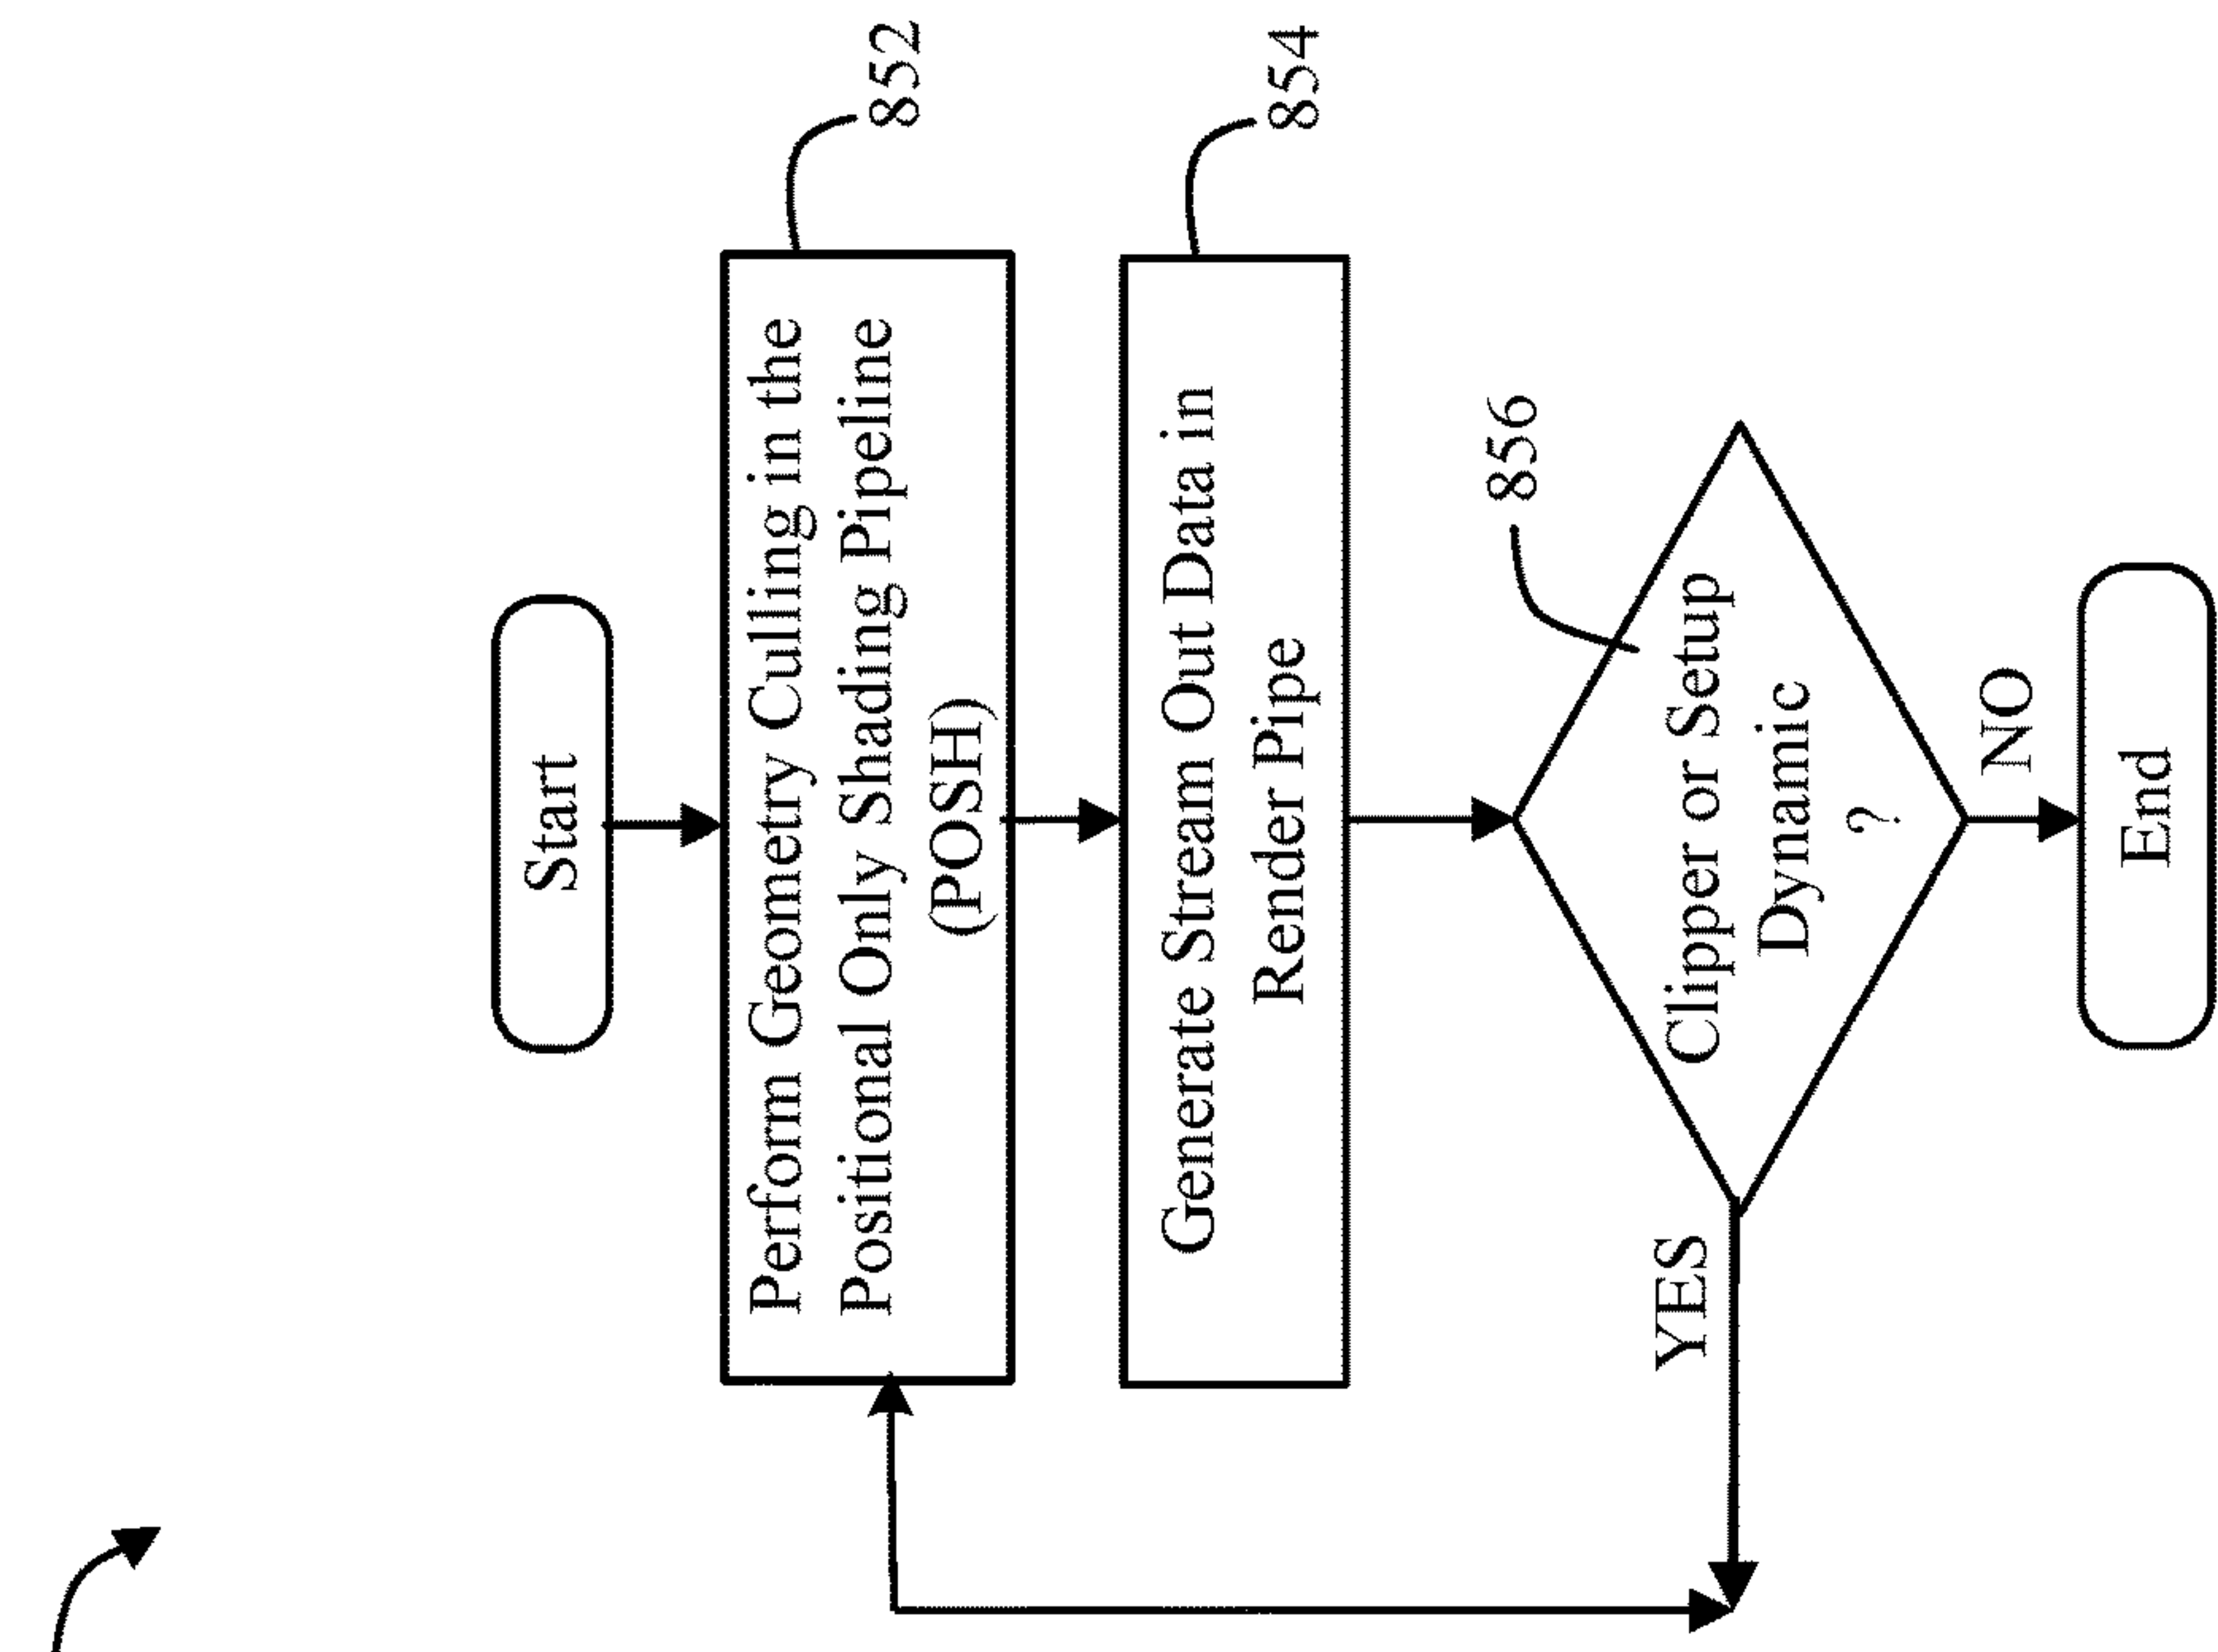 Start
Perform Geometry Culling in the
Positional Only Shading Pipeline
(POSH)
852
Generate Stream Out Data in
Render Pipe
854
856
Clipper or Setup
Dynamic
?
YES
NO
End